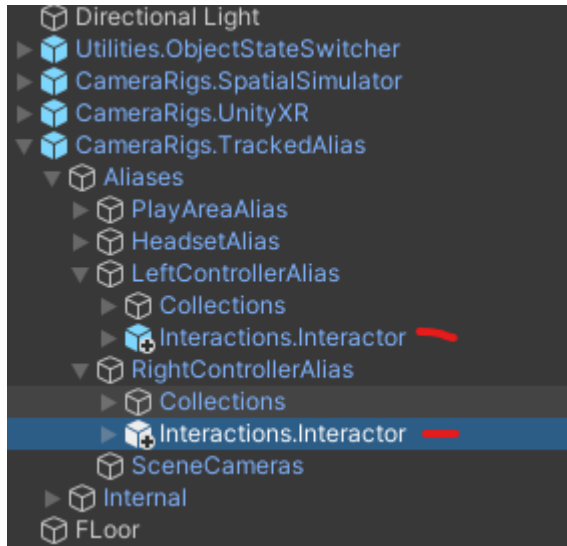 Directional Light
Utilities.ObjectStateSwitcher
CameraRigs.SpatialSimulator
CameraRigs.UnityXR
CameraRigs.TrackedAlias
Aliases
PlayAreaAlias
HeadsetAlias
LeftControllerAlias
Collections
Interactions.Interactor
RightControllerAlias
Collections
Interactions.Interactor
SceneCameras
Internal
FLoor